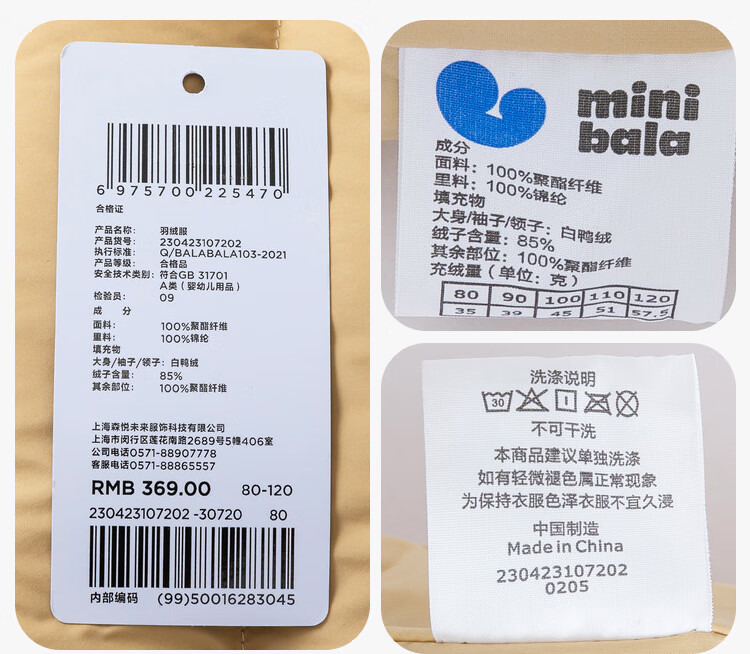 6 975700 225470
合格证
产品名称: 羽绒服
产品货号: 230423107202
执行标准: Q/BALABALA103-2021
产品等级: 合格品
安全技术类别: 符合GB 31701
A类 (婴幼儿用品)
检验员: 09
成 分
面料: 100%聚酯纤维
里料: 100%锦纶
填充物
大身/袖子/领子: 白鸭绒
绒子含量: 85%
其余部位: 100%聚酯纤维
上海森悦未来服饰科技有限公司
上海市闵行区莲花南路2689号5幢406室
公司电话0571-88907778
客服电话0571-88865557
RMB 369.00 80-120
230423107202 -30720 80
内部编码 (99)50016283045
mini
bala
成分
面料: 100%聚酯纤维
里料: 100%锦纶
填充物
大身/袖子/领子: 白鸭绒
绒子含量: 85%
其余部位: 100%聚酯纤维
充绒量 (单位: 克)
80 90 100 110 120
35 39 45 51 57.5
洗涤说明
30
不可干洗
本商品建议单独洗涤
如有轻微褪色属正常现象
为保持衣服色泽衣服不宜久浸
中国制造
Made in China
230423107202
0205